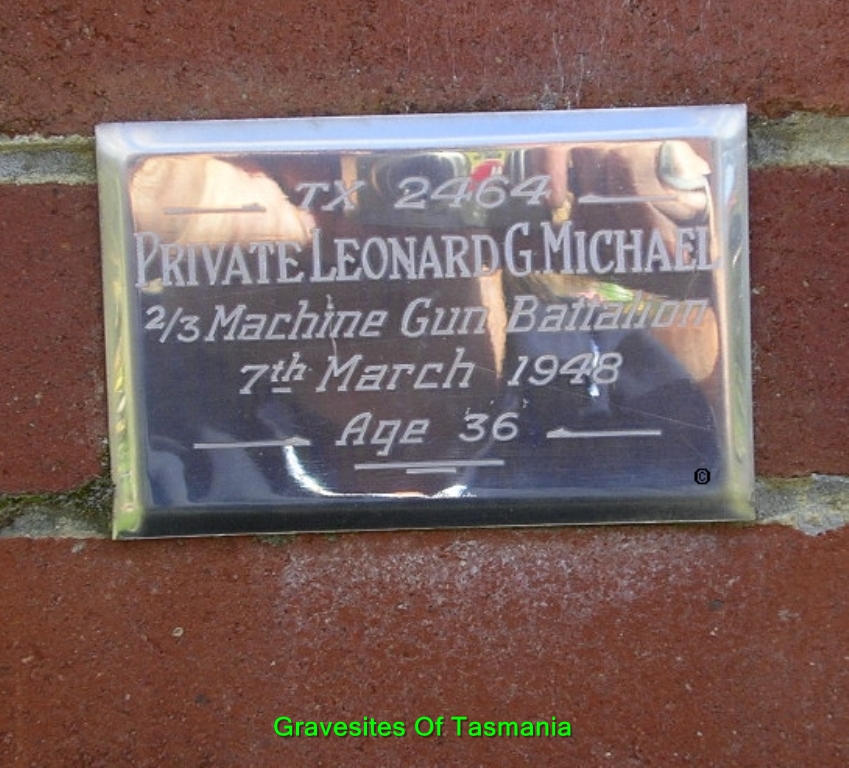 TX 2464
PRIVATE LEONARD G. MICHAEL
2/3 Machine Gun Battalion
7th March 1948
Age 36
©
Gravesites Of Tasmania